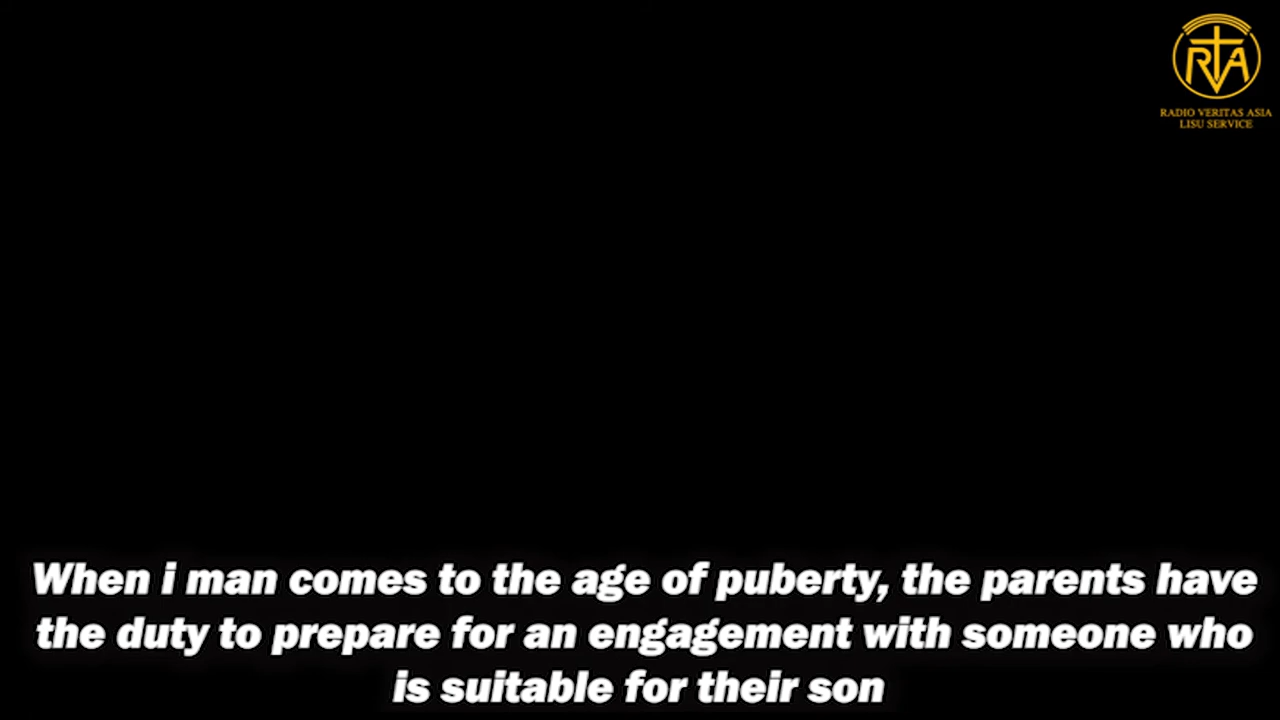 RTA
RADIO VERITAS ASIA
LISU SERVICE
When i man comes to the age of puberty, the parents have
the duty to prepare for an engagement with someone who
is suitable for their son